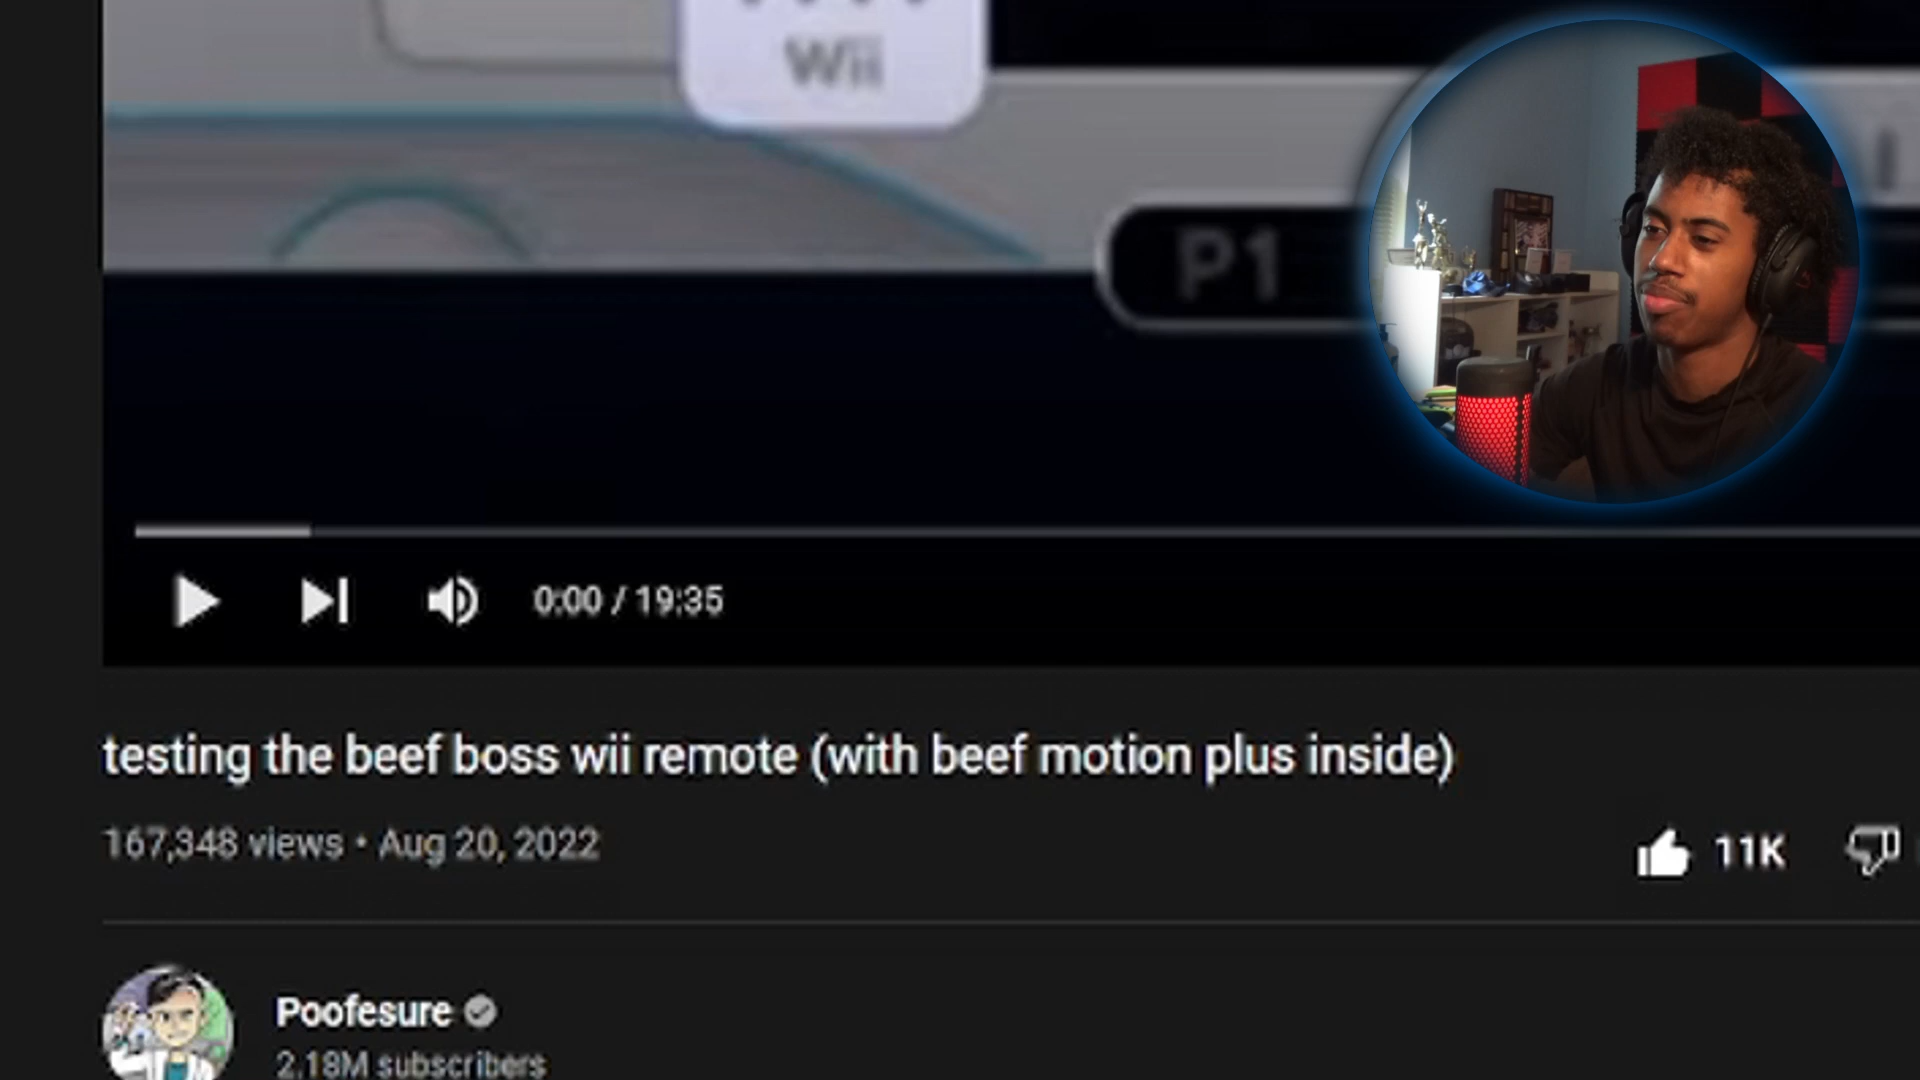 Wii
P1
0:00 / 19:35
testing the beef boss wii remote (with beef motion plus inside)
167,348 views • Aug 20, 2022
11K
Poofesure
2.18M subscribers